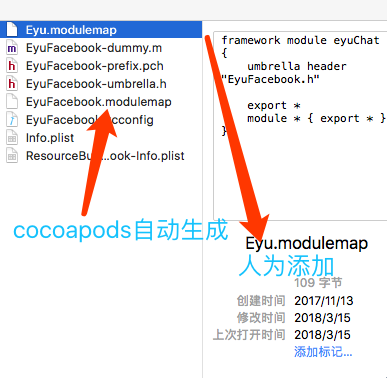 Eyu.modulemap
EyuFacebook-dummy.m
EyuFacebook-prefix.pch
EyuFacebook-umbrella.h
EyuFacebook.modulemap
EyuFacebook.xcconfig
Info.plist
ResourceBu...ook-Info.plist
cocoapods自动生成
framework module eyuChat
{
umbrella header
"EyuFacebook.h"
export *
module * { export * }
}
Eyu.modulemap
人为添加
109 字节
创建时间 2017/11/13
修改时间 2018/3/15
上次打开时间 2018/3/15
添加标记...